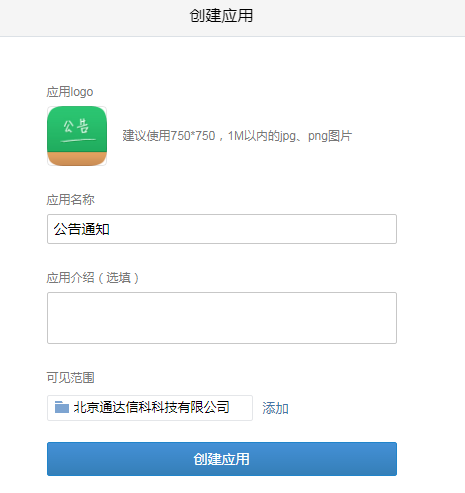 创建应用
应用logo
公告
建议使用750*750，1M以内的jpg、png图片
应用名称
公告通知
应用介绍（选填）
可见范围
北京通达信科科技有限公司 添加
创建应用